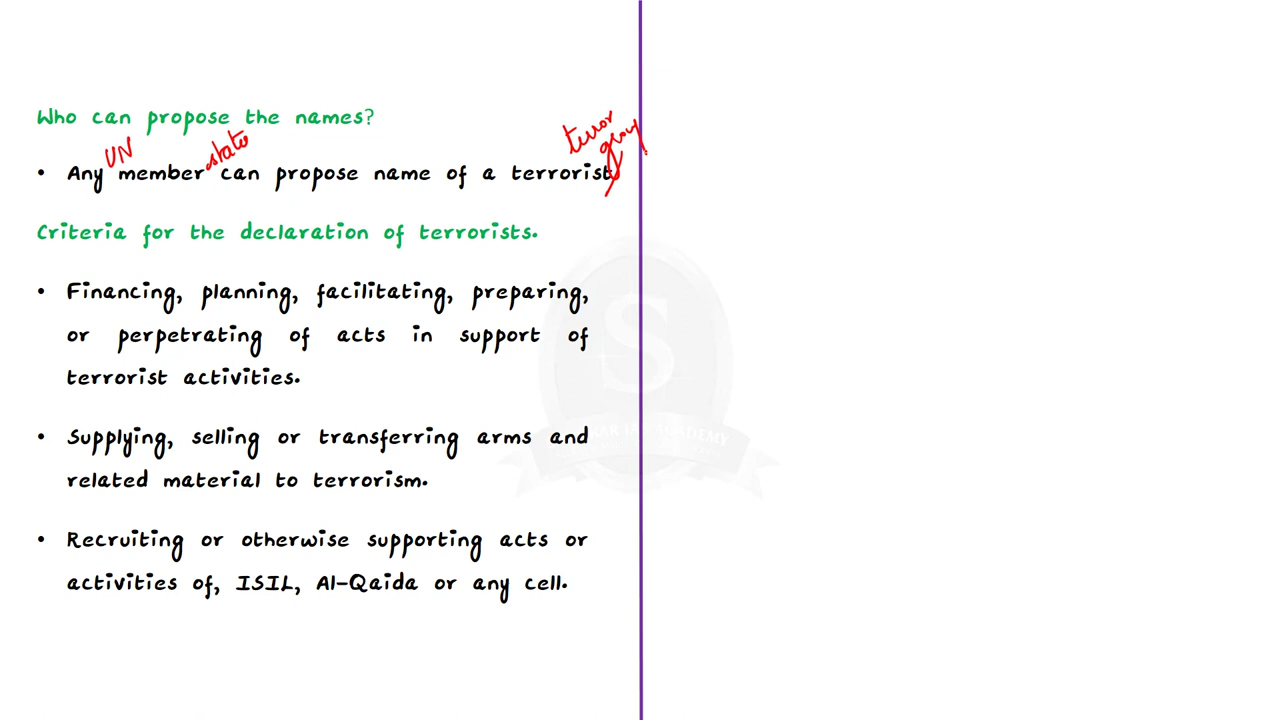 Who can propose the names?
terror
group
UN
state
• Any member can propose name of a terrorist
Criteria for the declaration of terrorists.
• Financing, planning, facilitating, preparing,
or perpetrating of acts in support of
terrorist activities.
• Supplying, selling or transferring arms and
related material to terrorism.
• Recruiting or otherwise supporting acts or
activities of, ISIL, Al-Qaida or any cell.
S
ACADEMY